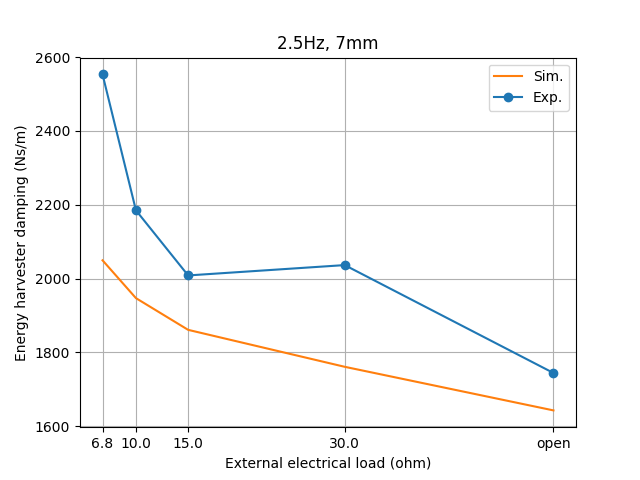 2.5Hz, 7mm
Sim.
Exp.
Energy harvester damping (Ns/m)
2600
2400
2200
2000
1800
1600
6.8 10.0 15.0 30.0 open
External electrical load (ohm)